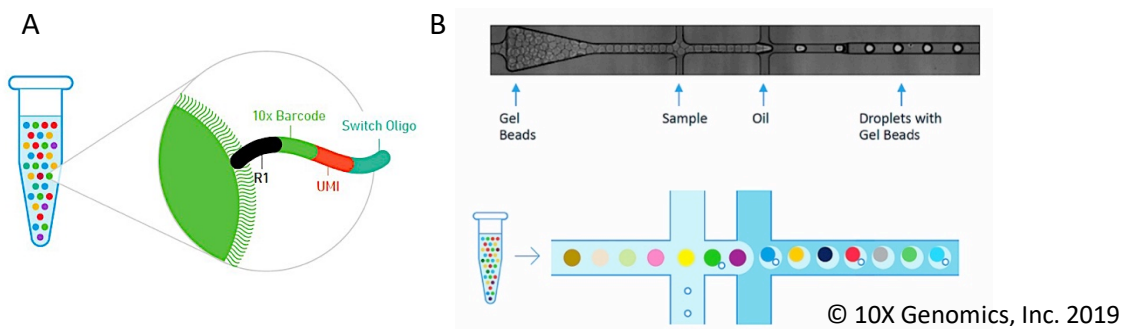 A
B
10x Barcode
Switch Oligo
R1
UMI
Gel
Beads
Sample
Oil
Droplets with
Gel Beads
© 10X Genomics, Inc. 2019